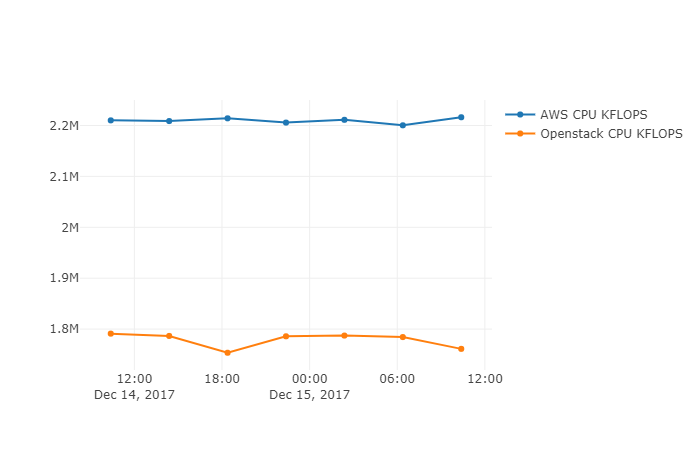 AWS CPU KFLOPS
Openstack CPU KFLOPS
2.2M
2.1M
2M
1.9M
1.8M
12:00 18:00 00:00 06:00 12:00
Dec 14, 2017 Dec 15, 2017